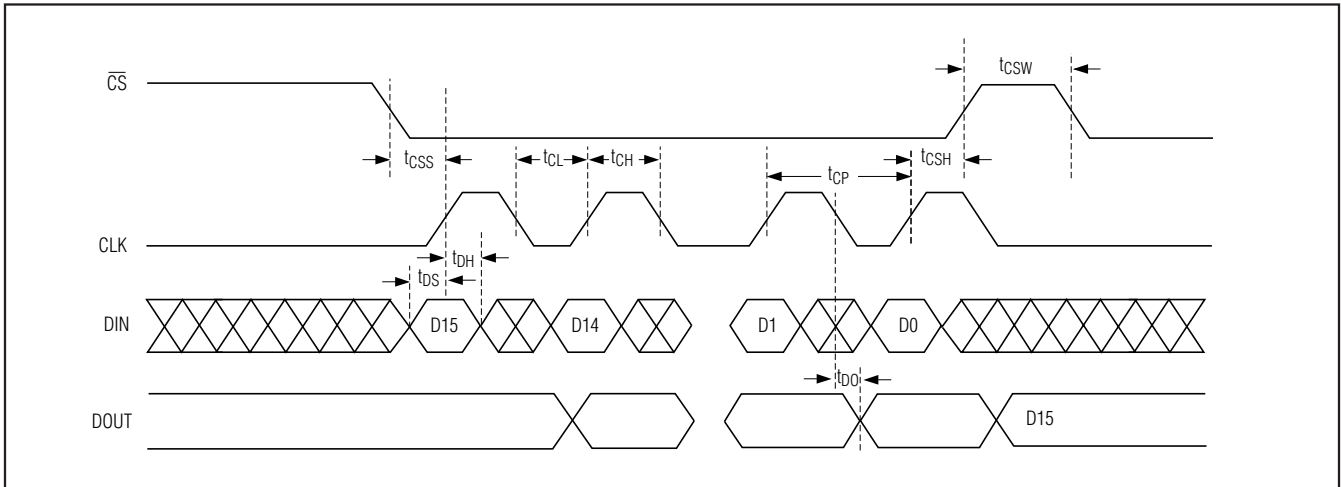 CS
tCSW
tCSS
tCL
tCH
tCP
tCSH
CLK
tDS
tDH
DIN
D15
D14
D1
D0
tDO
DOUT
D15